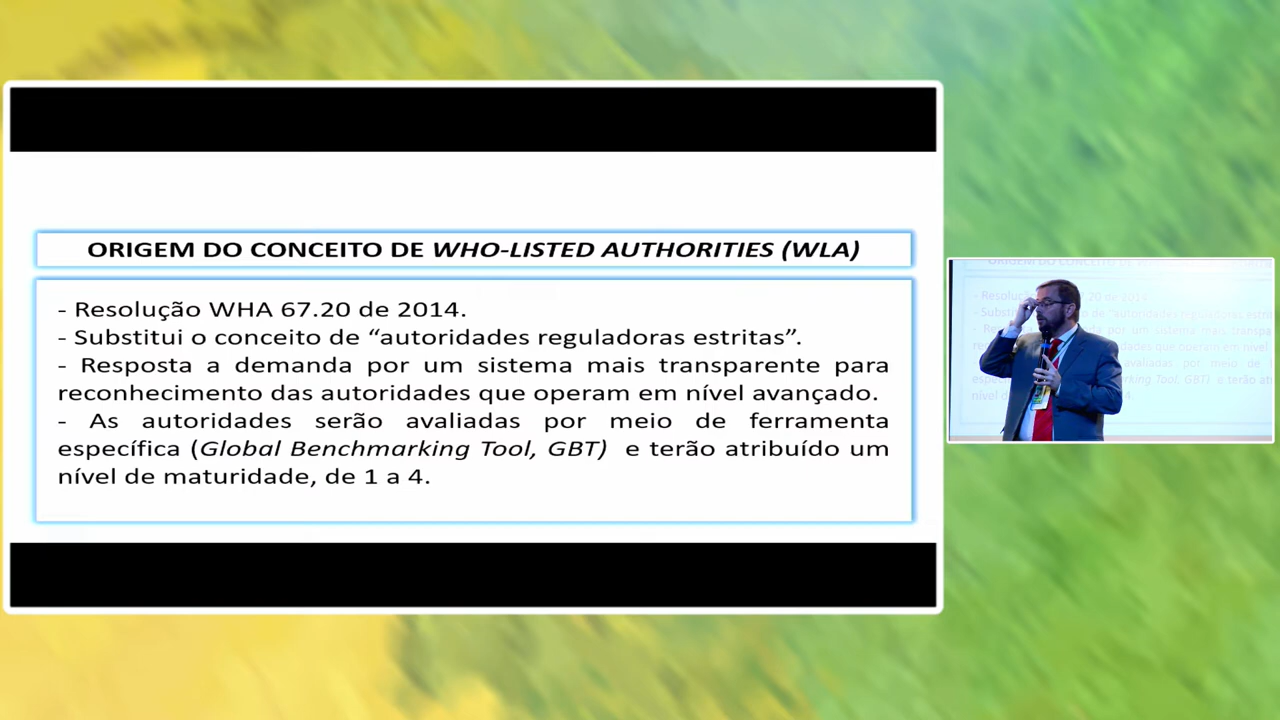 ORIGEM DO CONCEITO DE WHO-LISTED AUTHORITIES (WLA)
- Resolução WHA 67.20 de 2014.
- Substitui o conceito de “autoridades reguladoras estritas”.
- Resposta a demanda por um sistema mais transparente para
reconhecimento das autoridades que operam em nível avançado.
- As autoridades serão avaliadas por meio de ferramenta
específica (Global Benchmarking Tool, GBT) e terão atribuído um
nível de maturidade, de 1 a 4.